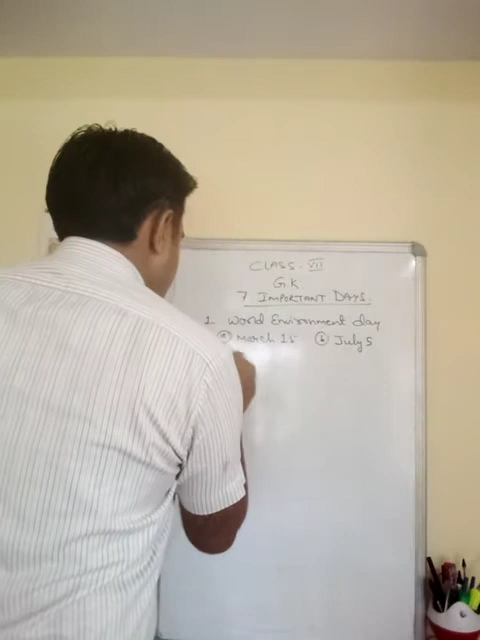 CLASS. VII
G.K
7 IMPORTANT DAYS.
1. World Environment day
(a) March 15 (b) July 5